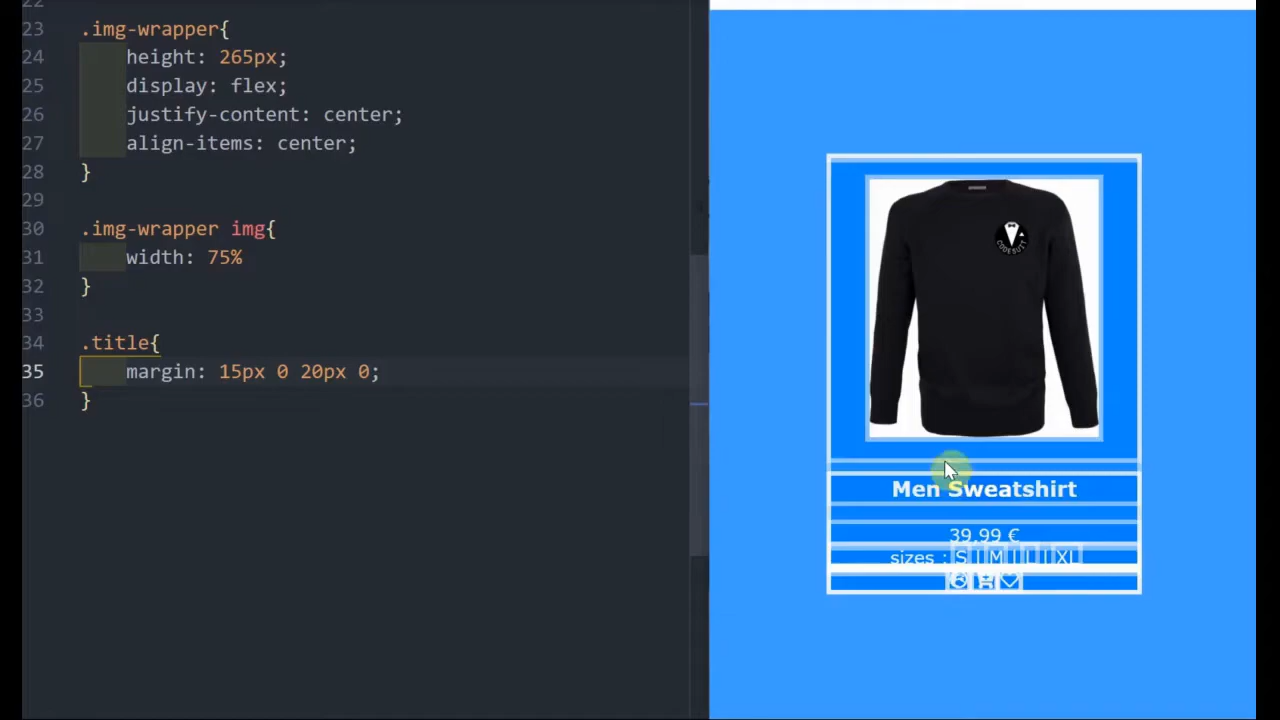 22
23 .img-wrapper{
24 height: 265px;
25 display: flex;
26 justify-content: center;
27 align-items: center;
28 }
29
30 .img-wrapper img{
31 width: 75%
32 }
33
34 .title{
35 margin: 15px 0 20px 0;
36 }
CODESUIT
Men Sweatshirt
39,99 €
sizes : S | M | L | XL